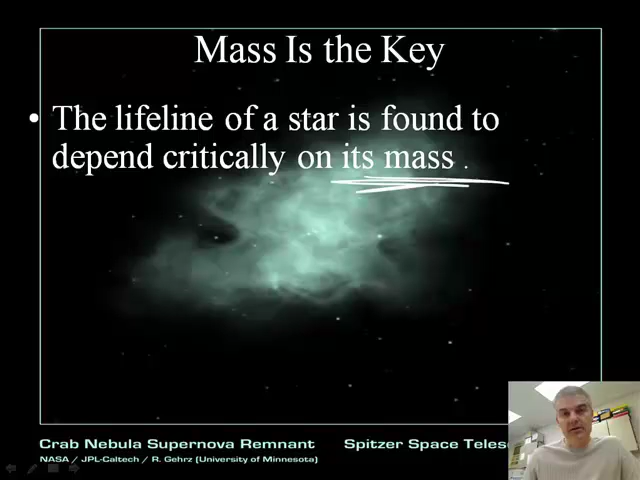 Mass Is the Key
• The lifeline of a star is found to
depend critically on its mass .
Crab Nebula Supernova Remnant Spitzer Space
NASA / JPL-Caltech / R. Gehrz (University of Minnesota)